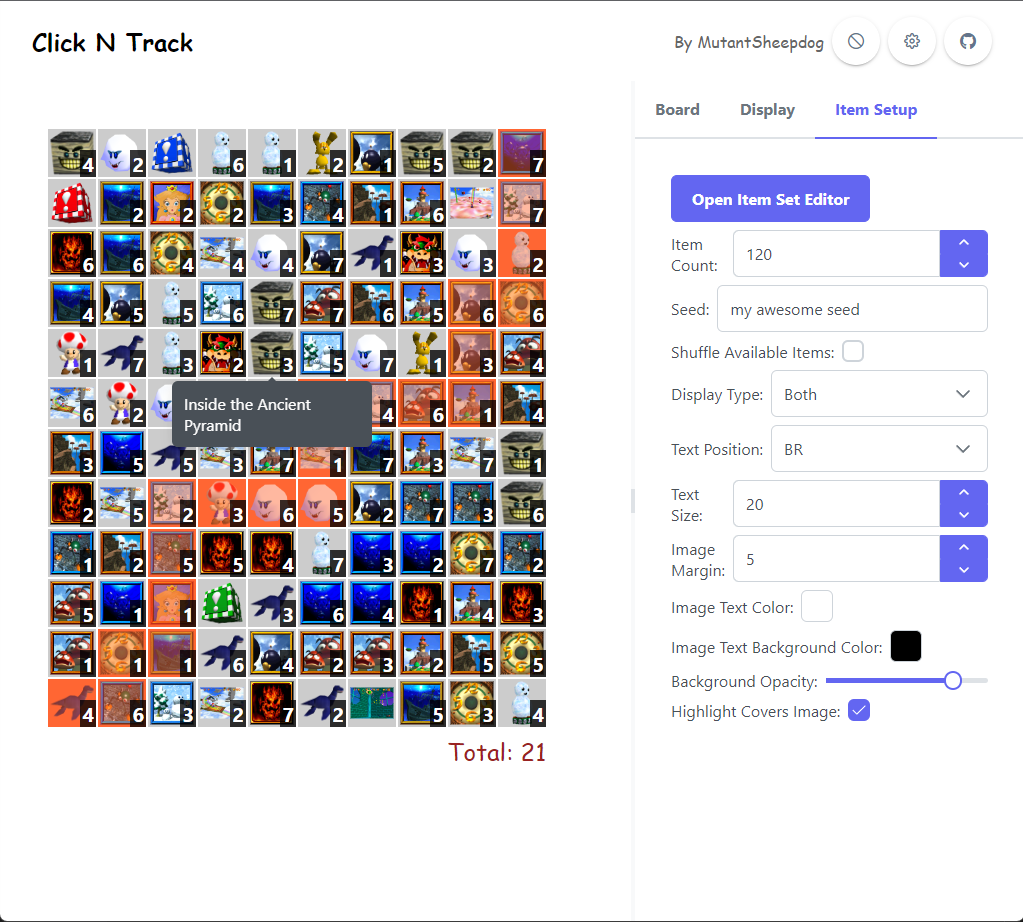 Click N Track
By MutantSheepdog
Board Display Item Setup
4 2 6 1 2 1 5 2 7
2 2 2 3 4 1 6 7
6 6 4 4 4 7 1 3 3 2
4 5 5 6 7 7 6 5 6 6
1 7 3 2 3 5 7 1 3 4
6 2 4 6 1 4
Inside the Ancient
Pyramid
3 5 5 3 7 1 7 3 7 1
2 5 2 3 6 5 2 7 3 6
1 2 5 5 4 7 3 2 7 2
5 1 1 3 6 4 1 4 3
1 1 1 6 4 2 3 2 5 5
4 6 3 2 7 2 5 3 4
Total: 21
Open Item Set Editor
Item
Count: 120
Seed: my awesome seed
Shuffle Available Items:
Display Type: Both
Text Position: BR
Text
Size: 20
Image
Margin: 5
Image Text Color:
Image Text Background Color:
Background Opacity:
Highlight Covers Image: